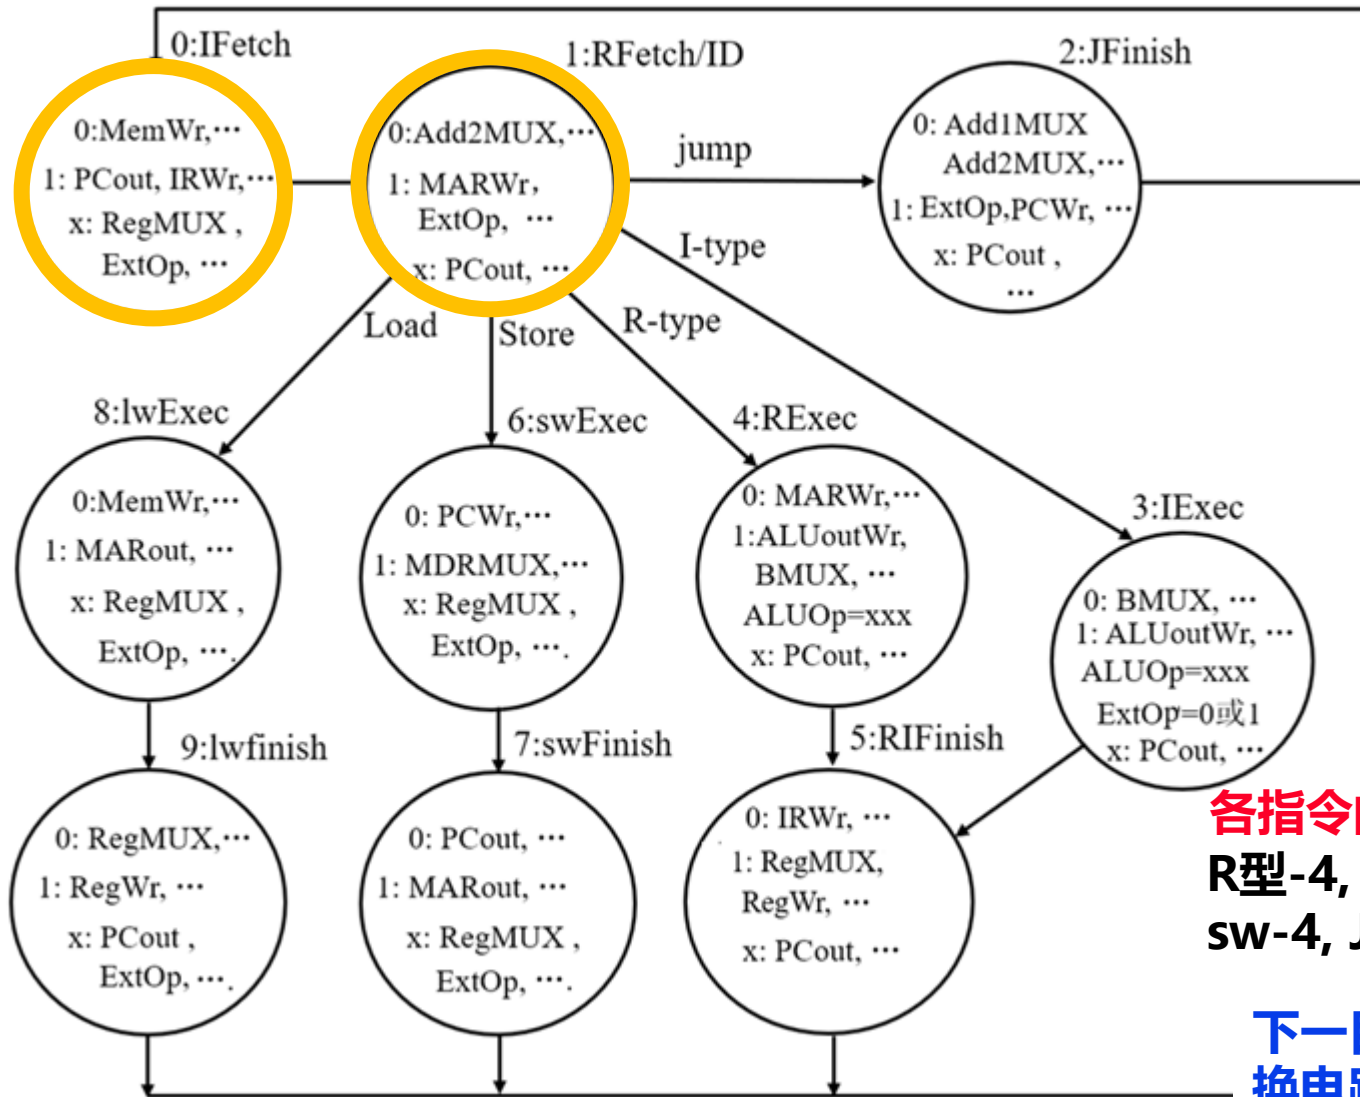 0:IFetch
0:MemWr,…
1: PCout, IRWr,…
x: RegMUX ,
ExtOp, …
1:RFetch/ID
0:Add2MUX,…
1: MARWr,
ExtOp, …
x: PCout, …
jump
2:JFinish
0: Add1MUX
Add2MUX,…
1: ExtOp,PCWr, …
x: PCout ,
…
I-type
R-type
Store
Load
8:lwExec
0:MemWr,…
1: MARout, …
x: RegMUX ,
ExtOp, ….
6:swExec
0: PCWr,…
1: MDRMUX,…
x: RegMUX ,
ExtOp, ….
4:RExec
0: MARWr,…
1:ALUoutWr,
BMUX, …
ALUOp=xxx
x: PCout, …
3:IExec
0: BMUX, …
1: ALUoutWr, …
ALUOp=xxx
ExtOp=0或1
x: PCout, …
9:lwfinish
0: RegMUX,…
1: RegWr, …
x: PCout ,
ExtOp, ….
7:swFinish
0: PCout, …
1: MARout, …
x: RegMUX ,
ExtOp, ….
5:RIFinish
0: IRWr, …
1: RegMUX,
RegWr, …
x: PCout, …
各指令
R型-4,
sw-4,
下一
换电